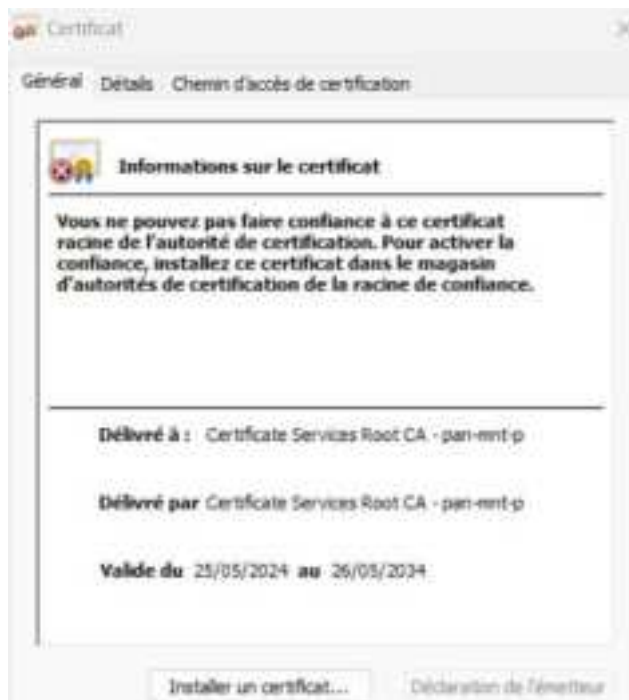 Certificat
Général Détails Chemin d'accès de certification
Informations sur le certificat
Vous ne pouvez pas faire confiance à ce certificat
racine de l'autorité de certification. Pour activer la
confiance, installez ce certificat dans le magasin
d'autorités de certification de la racine de confiance.
Délivré à : Certificate Services Root CA - pan-mnt-p
Délivré par Certificate Services Root CA - pan-mnt-p
Valide du 25/05/2024 au 26/05/2034
Installer un certificat... Déclaration de l'émetteur